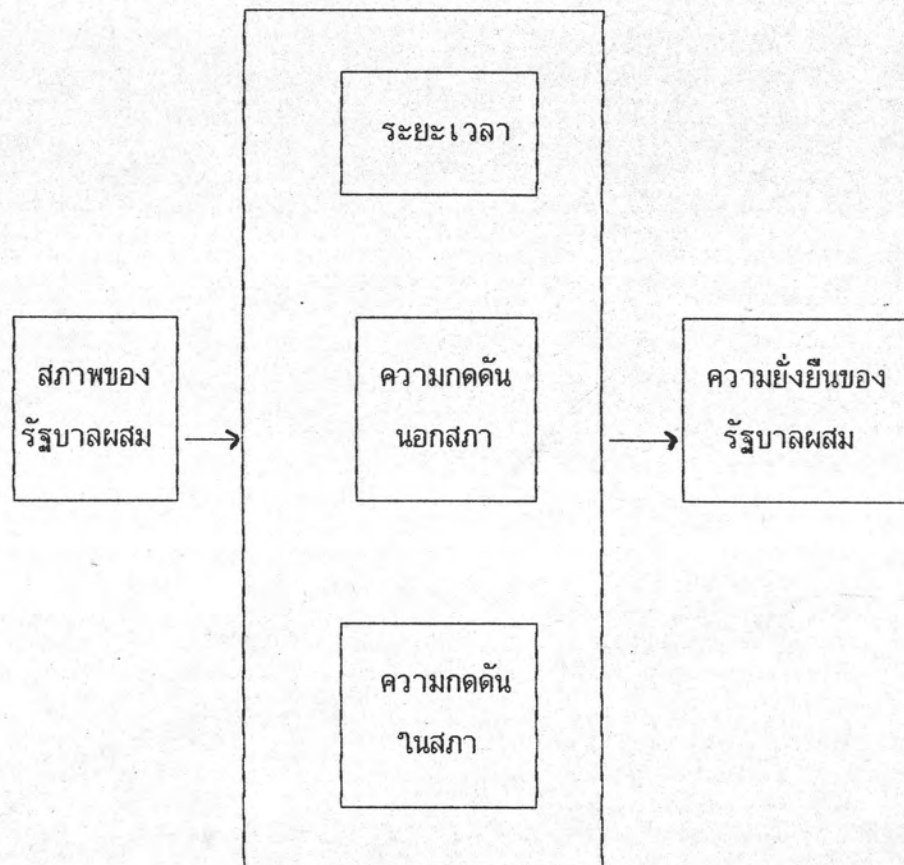 ระยะเวลา
สภาพของ
รัฐบาลผสม
ความกดดัน
นอกสภา
ความยั่งยืนของ
รัฐบาลผสม
ความกดดัน
ในสภา